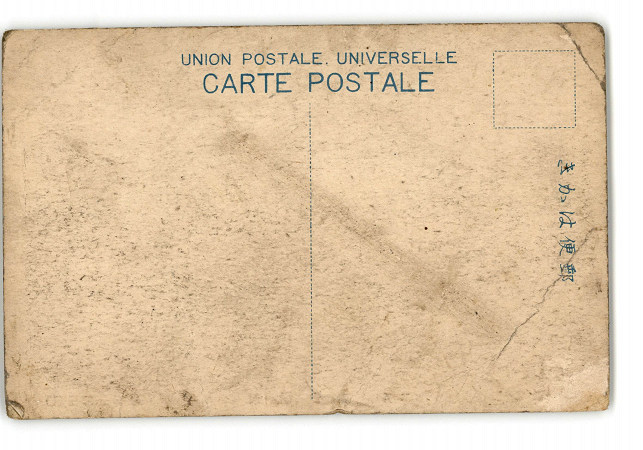 UNION POSTALE. UNIVERSELLE
CARTE POSTALE
郵便はかき